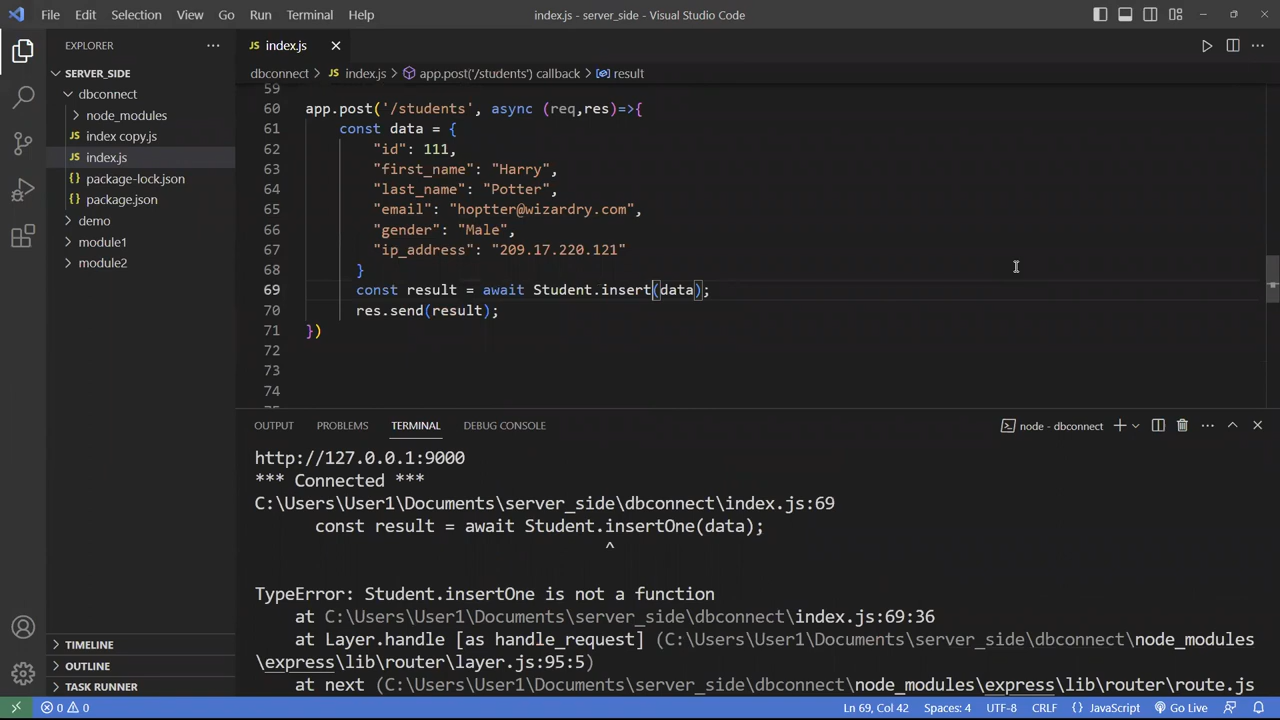 File Edit Selection View Go Run Terminal Help index.js - server_side - Visual Studio Code
EXPLORER
SERVER_SIDE
dbconnect
node_modules
index copy.js
index.js
package-lock.json
package.json
demo
module1
module2
TIMELINE
OUTLINE
TASK RUNNER
index.js
dbconnect > index.js > app.post('/students') callback > result
59
60 app.post('/students', async (req,res)=>{
61 const data = {
62 "id": 111,
63 "first_name": "Harry",
64 "last_name": "Potter",
65 "email": "hoptter@wizardry.com",
66 "gender": "Male",
67 "ip_address": "209.17.220.121"
68 }
69 const result = await Student.insert(data);
70 res.send(result);
71 })
72
73
74
OUTPUT PROBLEMS TERMINAL DEBUG CONSOLE node - dbconnect
http://127.0.0.1:9000
*** Connected ***
C:\Users\User1\Documents\server_side\dbconnect\index.js:69
const result = await Student.insertOne(data);
^
TypeError: Student.insertOne is not a function
at C:\Users\User1\Documents\server_side\dbconnect\index.js:69:36
at Layer.handle [as handle_request] (C:\Users\User1\Documents\server_side\dbconnect\node_modules
\express\lib\router\layer.js:95:5)
at next (C:\Users\User1\Documents\server_side\dbconnect\node_modules\express\lib\router\route.js
0 0 Ln 69, Col 42 Spaces: 4 UTF-8 CRLF {} JavaScript Go Live